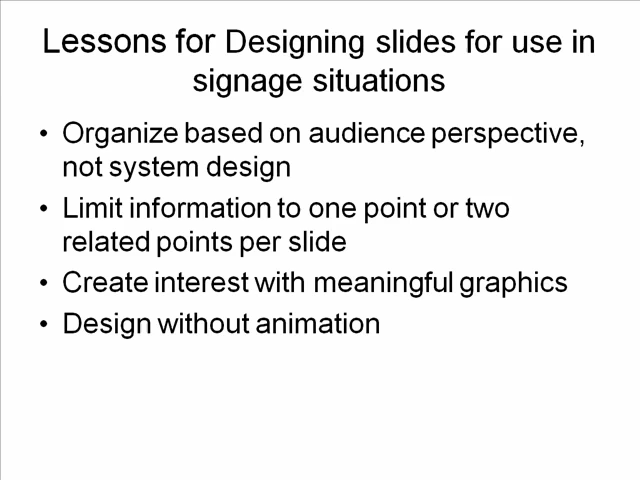 Lessons for Designing slides for use in
signage situations
• Organize based on audience perspective,
not system design
• Limit information to one point or two
related points per slide
• Create interest with meaningful graphics
• Design without animation